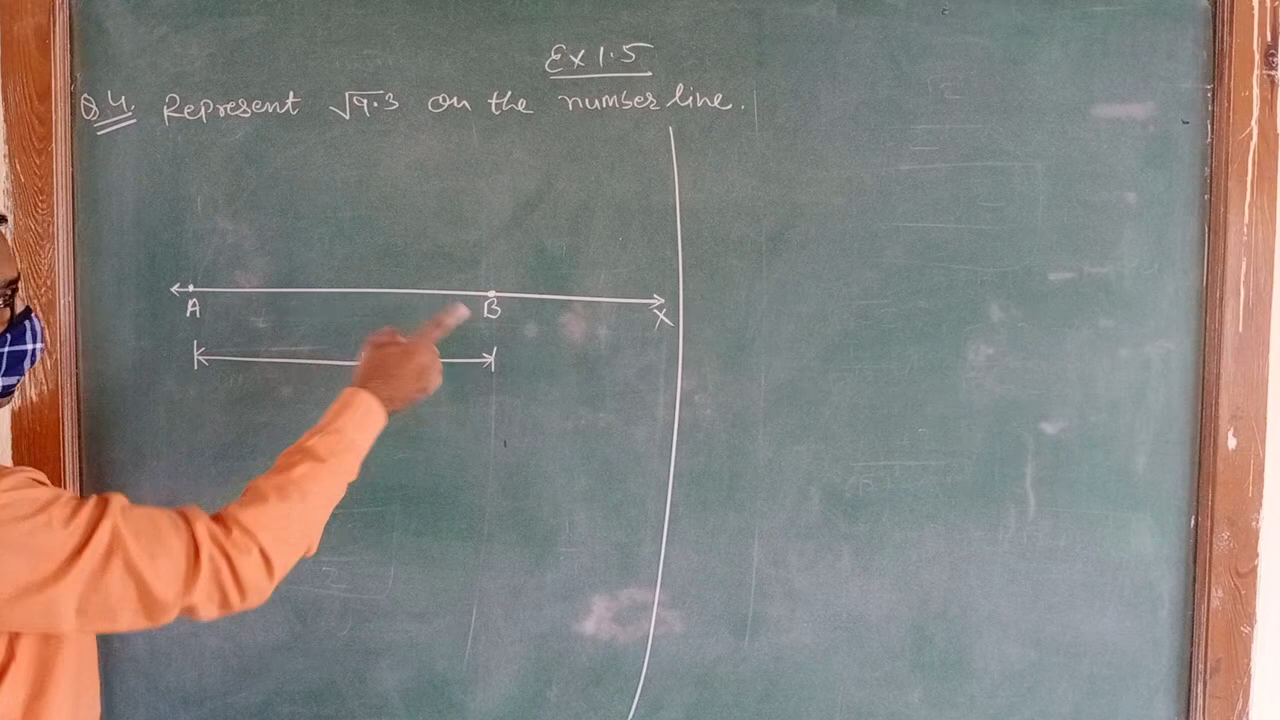 Ex 1.5
Q.4. Represent √9.3 on the number line.
A B X